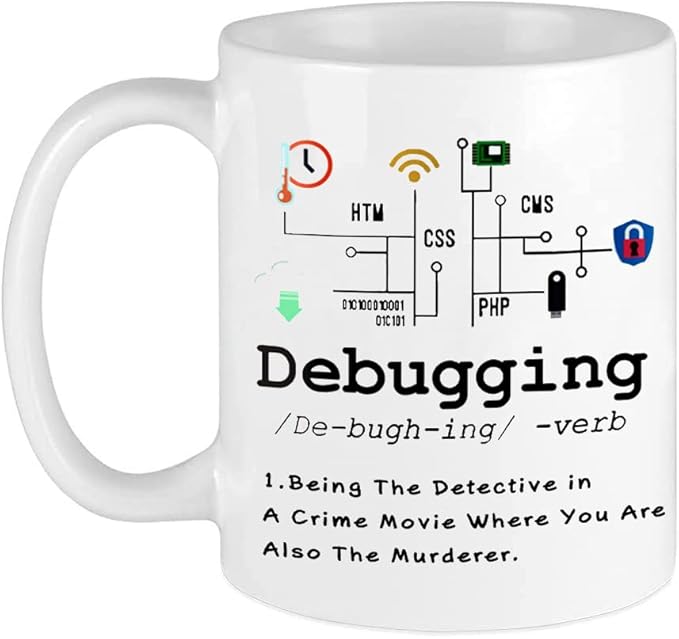 HTM
CMS
CSS
010100010001
01C101
PHP
Debugging
/De-bugh-ing/ -verb
1.Being The Detective in
A Crime Movie Where You Are
Also The Murderer.